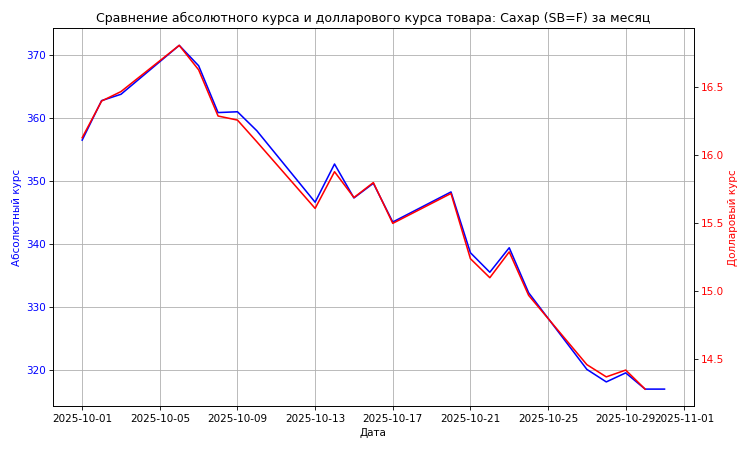 Сравнение абсолютного курса и долларового курса товара: Сахар (SB=F) за месяц
370
360
350
340
330
320
Абсолютный курс
16.5
16.0
15.5
15.0
14.5
Долларовый курс
2025-10-01 2025-10-05 2025-10-09 2025-10-13 2025-10-17 2025-10-21 2025-10-25 2025-10-29 2025-11-01
Дата